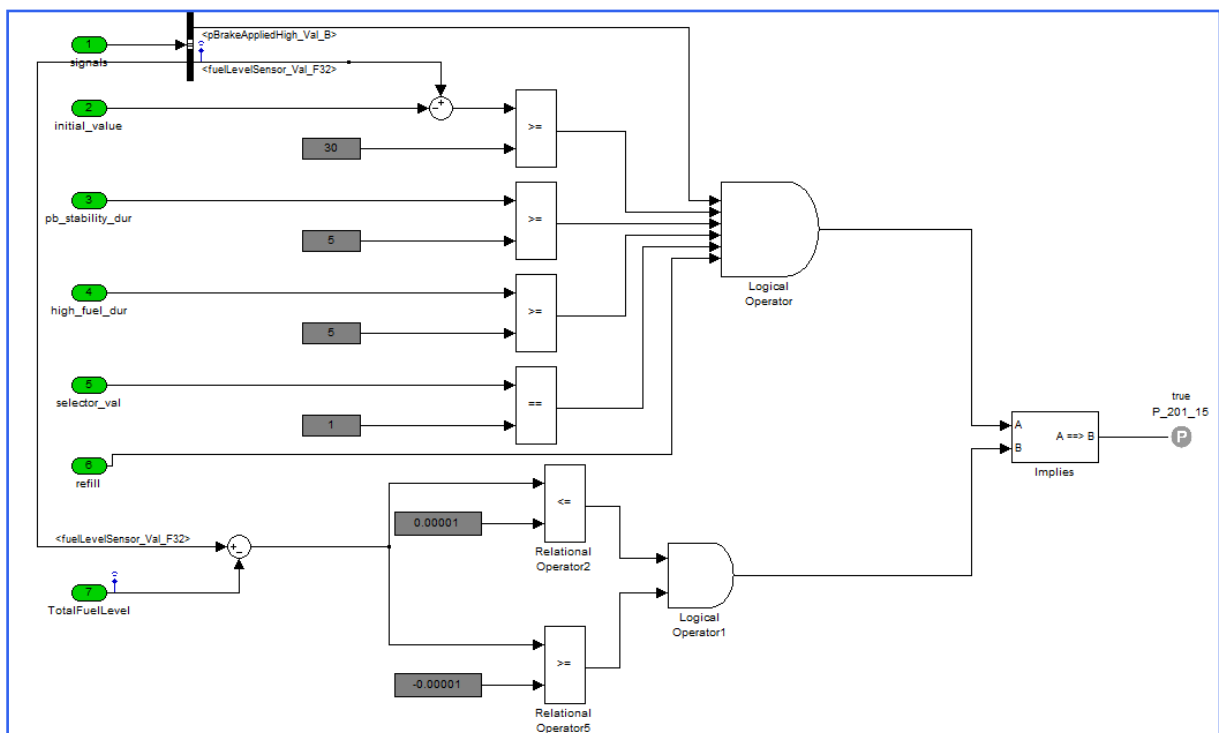 <pBrakeAppliedHigh_Val_B>
1
signals
<fuelLevelSensor_Val_F32>
2
initial_value
+
−
>=
30
3
pb_stability_dur
>=
5
Logical
Operator
4
high_fuel_dur
>=
5
5
selector_val
==
1
true
P_201_15
P
A
A ==> B
B
Implies
6
refill
<=
0.00001
Relational
Operator2
<fuelLevelSensor_Val_F32>
+
−
7
TotalFuelLevel
Logical
Operator1
>=
-0.00001
Relational
Operator5